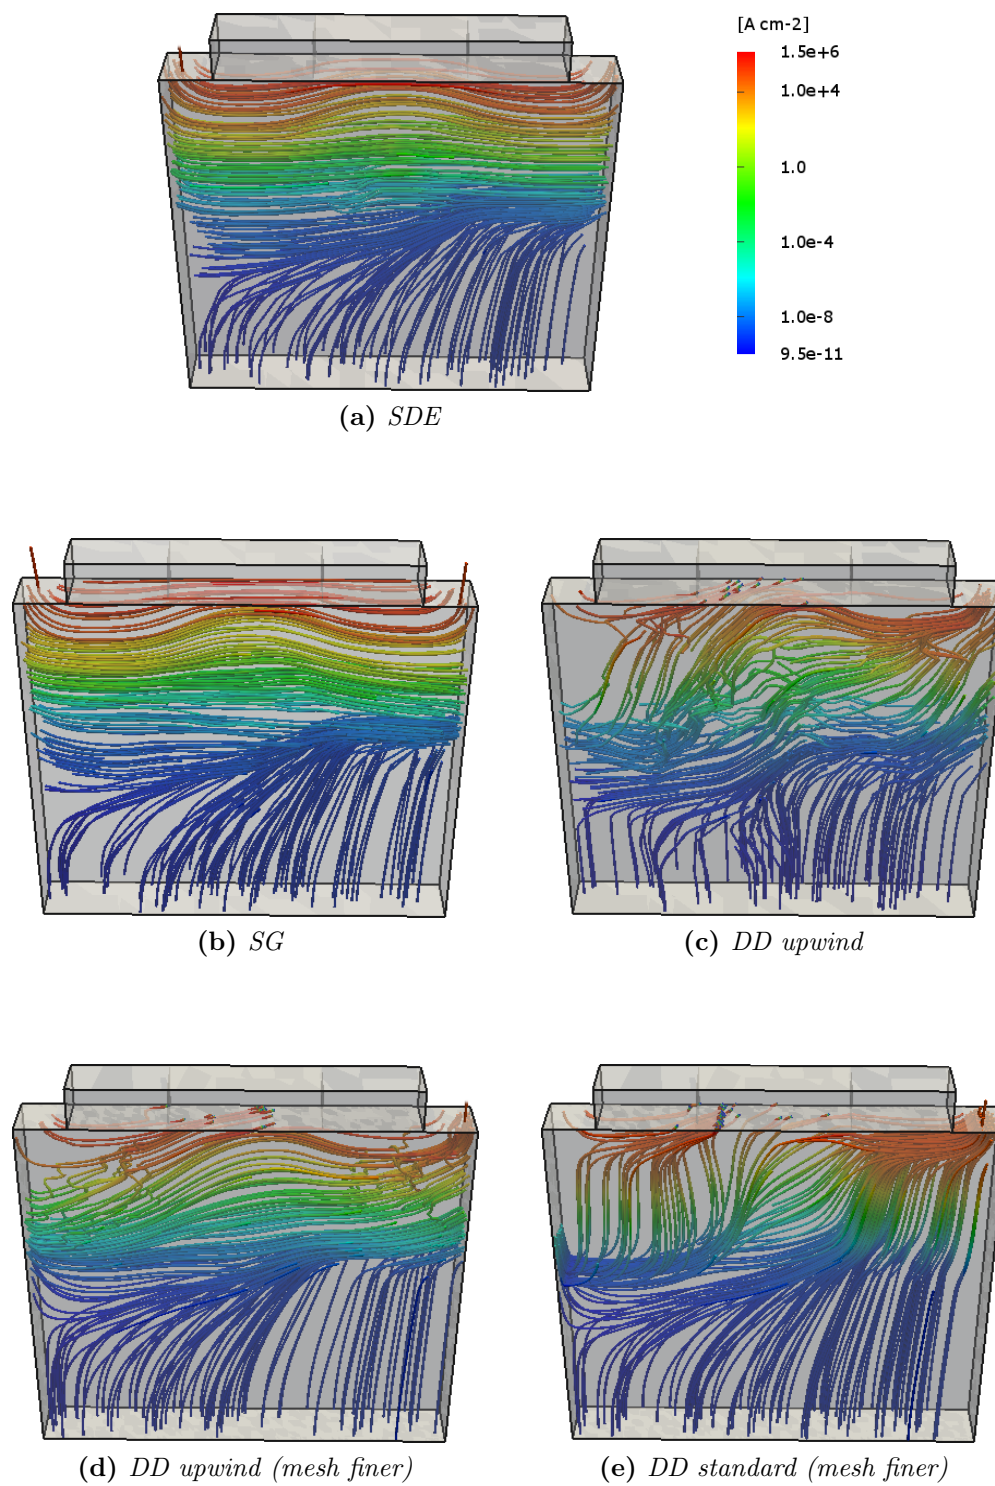 [A cm-2]
1.5e+6
1.0e+4
1.0
1.0e-4
1.0e-8
9.5e-11
(a) SDE
(b) SG
(c) DD upwind
(d) DD upwind (mesh finer)
(e) DD standard (mesh finer)